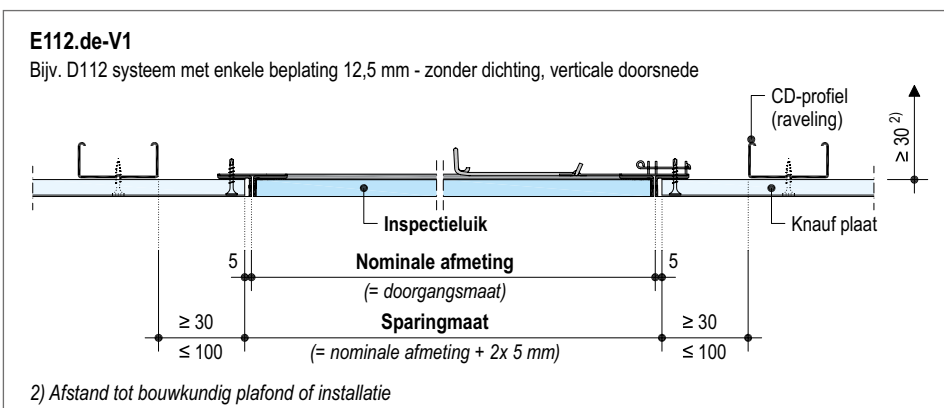 E112.de-V1
Bijv. D112 systeem met enkele beplating 12,5 mm - zonder dichting, verticale doorsnede
CD-profiel
(raveling)
≥ 30 2)
Inspectieluik
Knauf plaat
5
Nominale afmeting
5
(= doorgangsmaat)
≥ 30
Sparingmaat
≥ 30
≤ 100
(= nominale afmeting + 2x 5 mm)
≤ 100
2) Afstand tot bouwkundig plafond of installatie